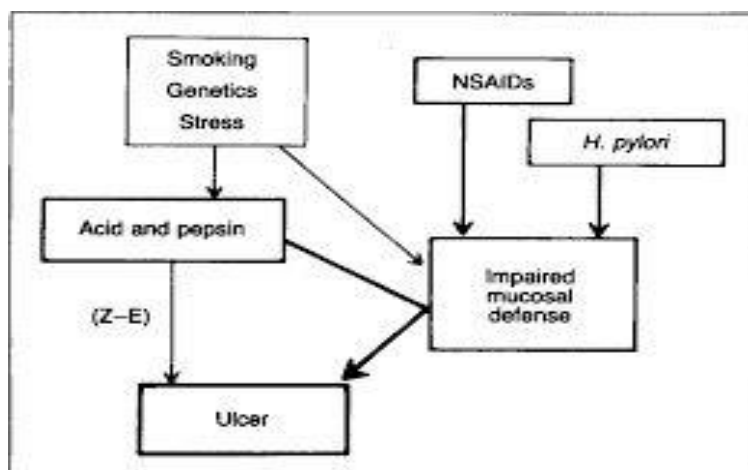 Smoking
Genetics
Stress
NSAIDs
H. pylori
Acid and pepsin
Impaired
mucosal
defense
(Z–E)
Ulcer